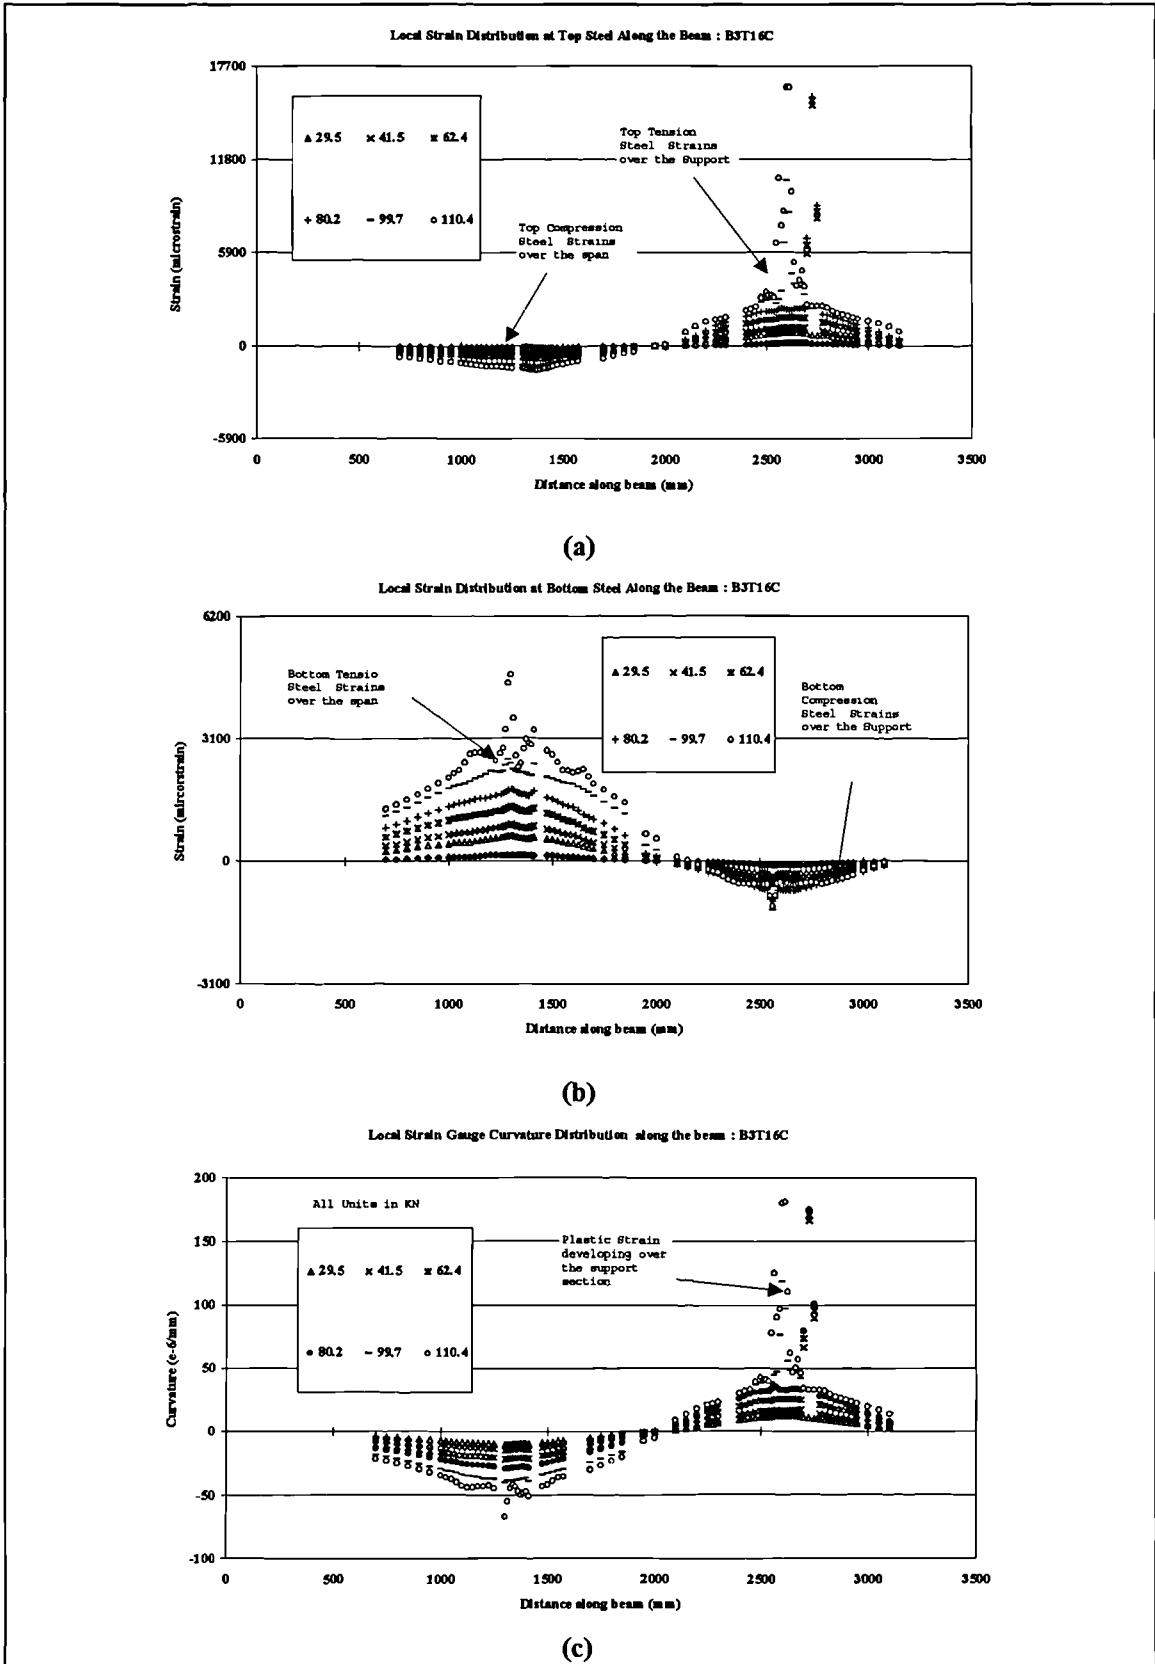 Local Strain Distribution at Top Steel Along the Beam : B3T16C
17700
11800
5900
0
-5900
Strain (microstrain)
29.5 41.5 62.4
80.2 99.7 110.4
Top Tension
Steel Strains
over the Support
Top Compression
Steel Strains
over the span
0 500 1000 1500 2000 2500 3000 3500
Distance along beam (mm)
(a)
Local Strain Distribution at Bottom Steel Along the Beam : B3T16C
6200
3100
0
-3100
Strain (mircorstrain)
Bottom Tensio
Steel Strains
over the span
29.5 41.5 62.4
80.2 99.7 110.4
Bottom
Compression
Steel Strains
over the Support
0 500 1000 1500 2000 2500 3000 3500
Distance along beam (mm)
(b)
Local Strain Gauge Curvature Distribution along the beam : B3T16C
200
150
100
50
0
-50
-100
Curvature (e-6/mm)
All Units in KN
29.5 41.5 62.4
80.2 99.7 110.4
Plastic Strain
developing over
the support
section
0 500 1000 1500 2000 2500 3000 3500
Distance along beam (mm)
(c)